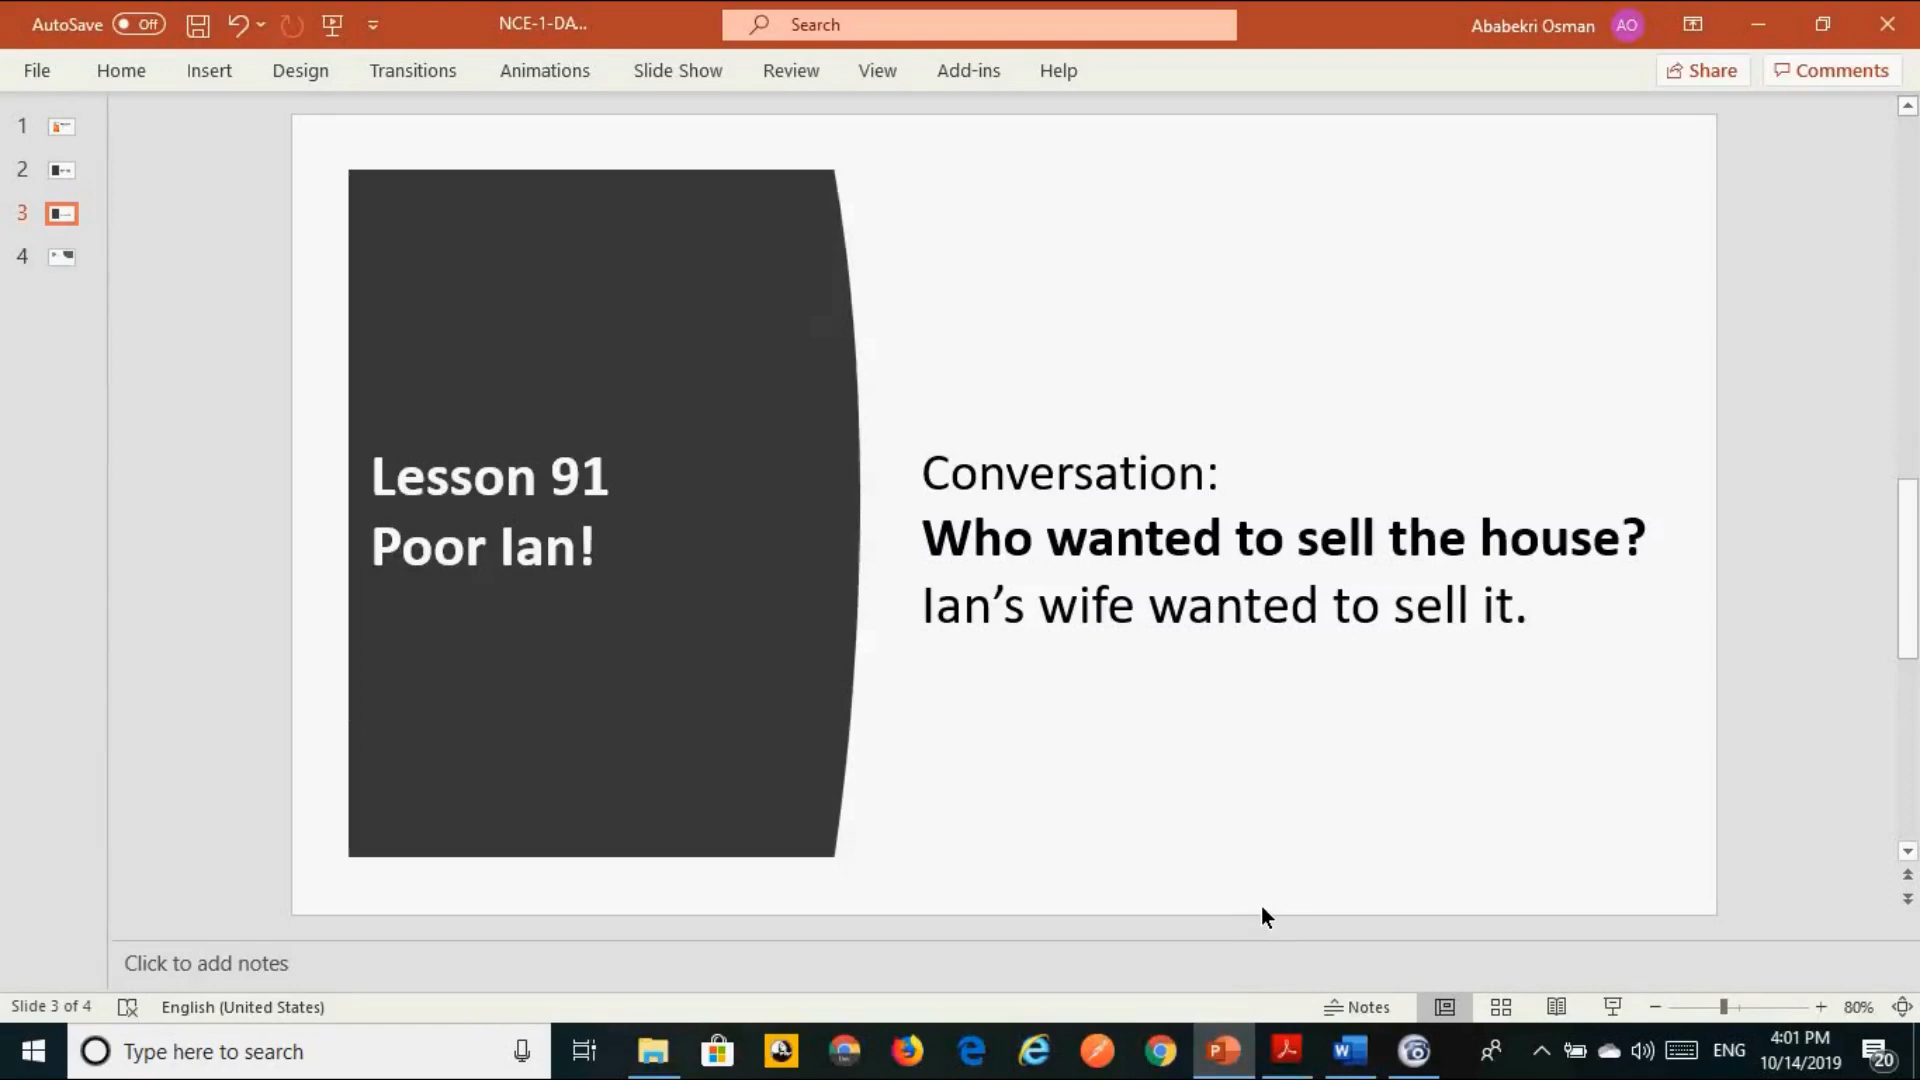 AutoSave Off NCE-1-DA... Search Ababekri Osman AO
File Home Insert Design Transitions Animations Slide Show Review View Add-ins Help Share Comments
1
2
3
4
Lesson 91
Poor Ian!
Conversation:
Who wanted to sell the house?
Ian’s wife wanted to sell it.
Click to add notes
Slide 3 of 4 English (United States) Notes 80%
Type here to search ENG 4:01 PM
10/14/2019 20